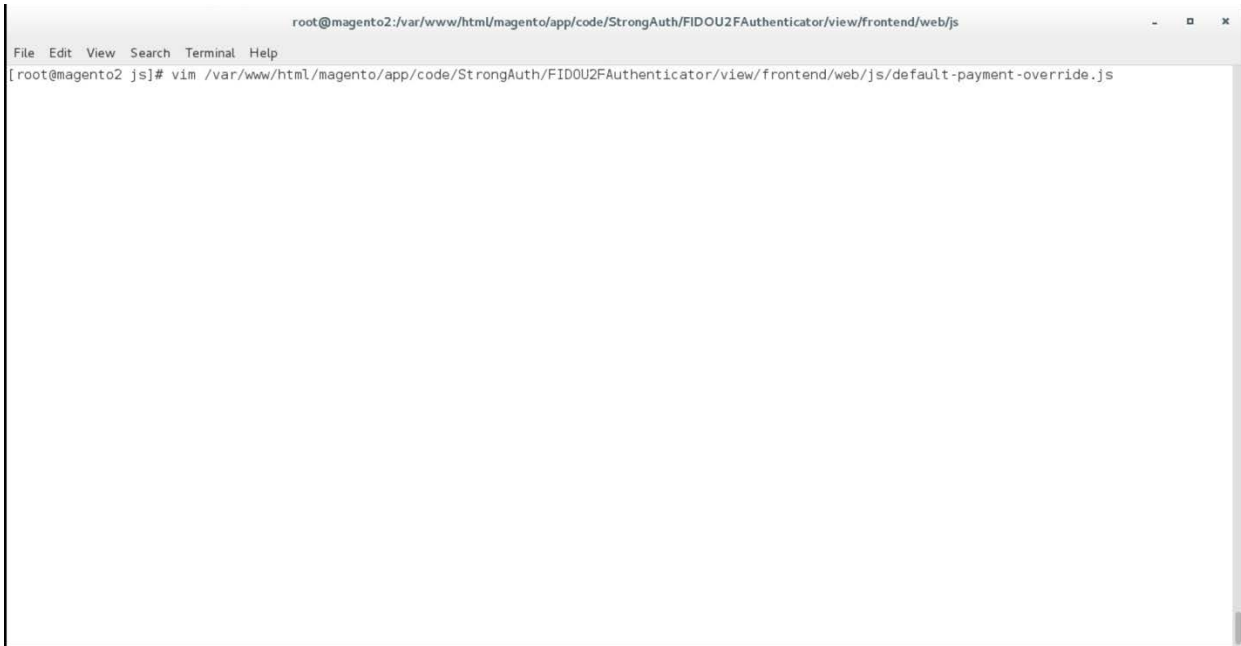 root@magento2:/var/www/html/magento/app/code/StrongAuth/FIDOU2FAuthenticator/view/frontend/web/js
File Edit View Search Terminal Help
[root@magento2 js]# vim /var/www/html/magento/app/code/StrongAuth/FIDOU2FAuthenticator/view/frontend/web/js/default-payment-override.js